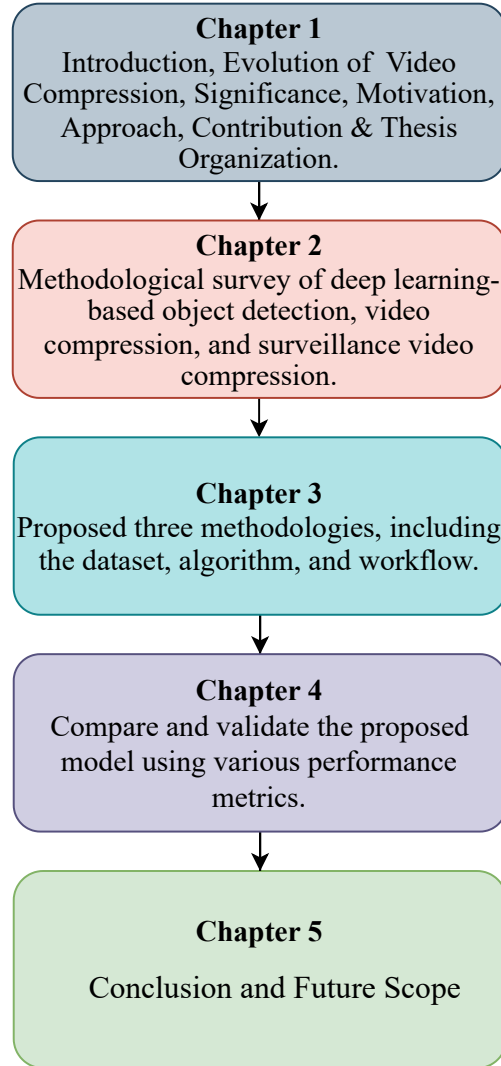 Chapter 1
Introduction, Evolution of Video
Compression, Significance, Motivation,
Approach, Contribution & Thesis
Organization.
Chapter 2
Methodological survey of deep learning-
based object detection, video
compression, and surveillance video
compression.
Chapter 3
Proposed three methodologies, including
the dataset, algorithm, and workflow.
Chapter 4
Compare and validate the proposed
model using various performance
metrics.
Chapter 5
Conclusion and Future Scope